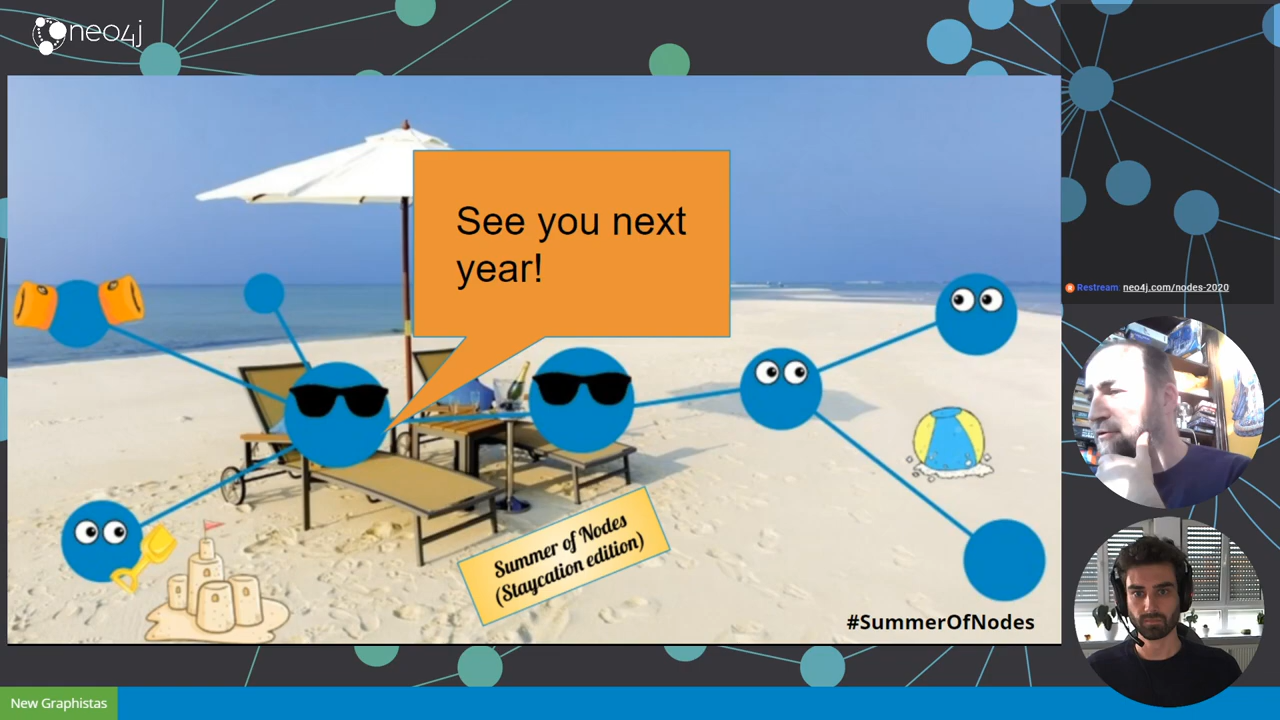 neo4j
See you next
year!
Restream: neo4j.com/nodes-2020
Summer of Nodes
(Staycation edition)
#SummerOfNodes
New Graphistas